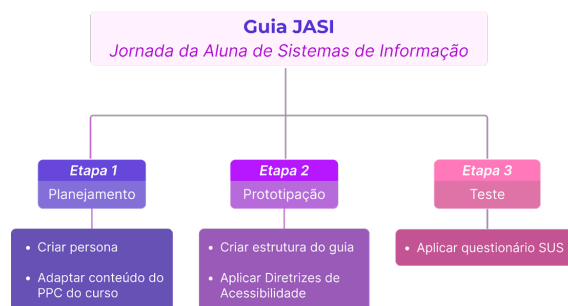 Guia JASI
Jornada da Aluna de Sistemas de Informação
Etapa 1
Planejamento
• Criar persona
• Adaptar conteúdo do
PPC do curso
Etapa 2
Prototipação
• Criar estrutura do guia
• Aplicar Diretrizes de
Acessibilidade
Etapa 3
Teste
• Aplicar questionário SUS